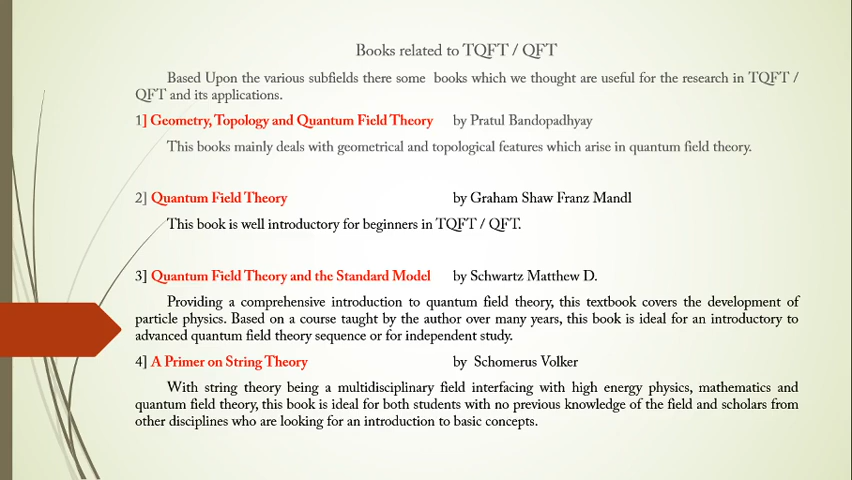 Books related to TQFT / QFT
Based Upon the various subfields there some books which we thought are useful for the research in TQFT /
QFT and its applications.
1] Geometry, Topology and Quantum Field Theory by Pratul Bandopadhyay
This books mainly deals with geometrical and topological features which arise in quantum field theory.
2] Quantum Field Theory by Graham Shaw Franz Mandl
This book is well introductory for beginners in TQFT / QFT.
3] Quantum Field Theory and the Standard Model by Schwartz Matthew D.
Providing a comprehensive introduction to quantum field theory, this textbook covers the development of
particle physics. Based on a course taught by the author over many years, this book is ideal for an introductory to
advanced quantum field theory sequence or for independent study.
4] A Primer on String Theory by Schomerus Volker
With string theory being a multidisciplinary field interfacing with high energy physics, mathematics and
quantum field theory, this book is ideal for both students with no previous knowledge of the field and scholars from
other disciplines who are looking for an introduction to basic concepts.